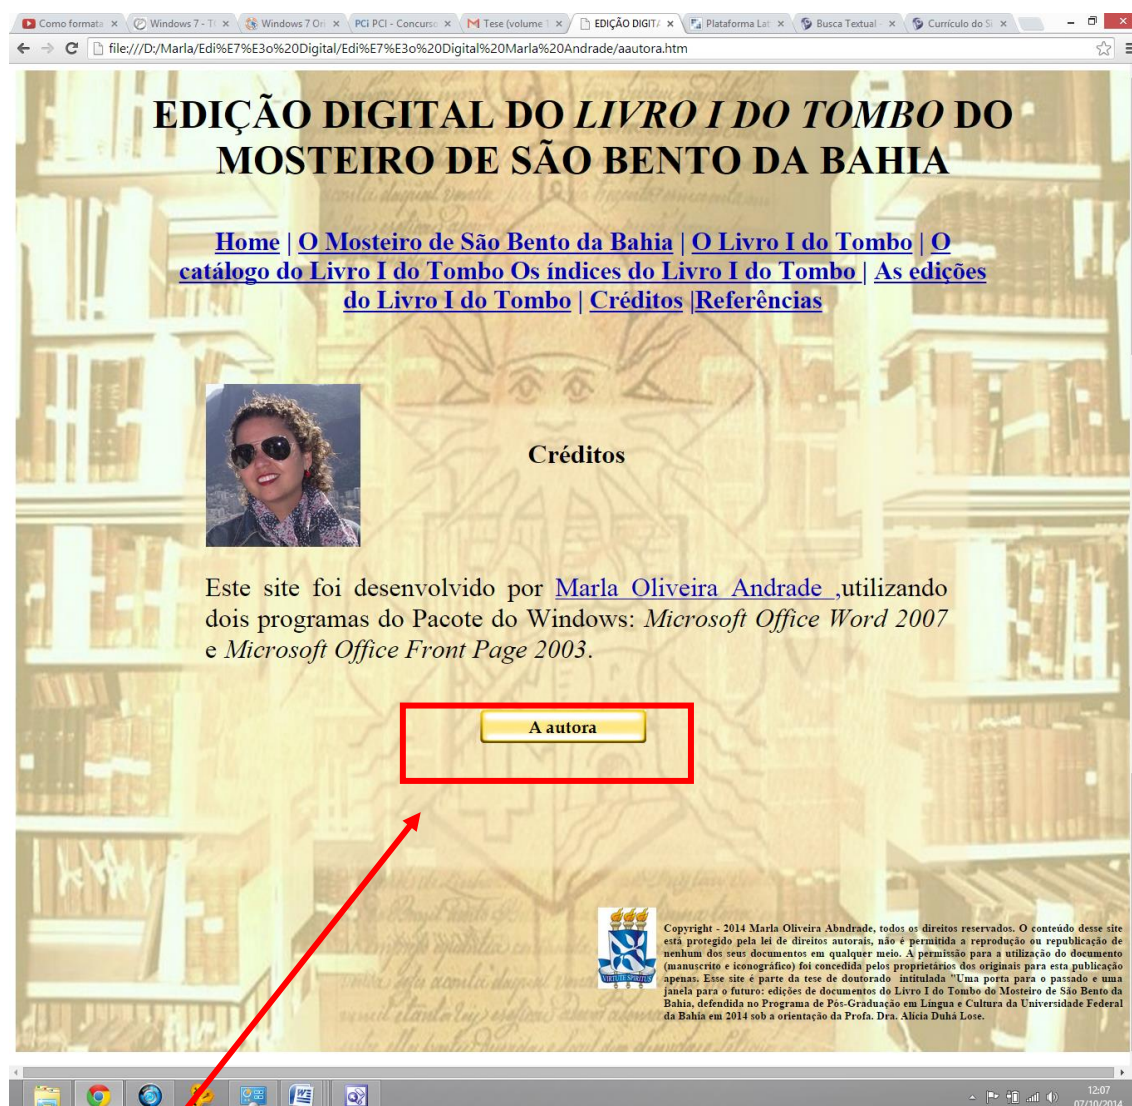 Como formata
Windows 7 - T
Windows 7 Ori
PCI - Concurso
Tese (volume 1
EDIÇÃO DIGITA
Plataforma Lat
Busca Textual -
Currículo do Si
file:///D:/Marla/Edi%E7%E3o%20Digital/Edi%E7%E3o%20Digital%20Marla%20Andrade/aautora.htm
EDIÇÃO DIGITAL DO LIVRO I DO TOMBO DO
MOSTEIRO DE SÃO BENTO DA BAHIA
Home | O Mosteiro de São Bento da Bahia | O Livro I do Tombo | O
catálogo do Livro I do Tombo Os índices do Livro I do Tombo | As edições
do Livro I do Tombo | Créditos |Referências
Créditos
Este site foi desenvolvido por Marla Oliveira Andrade ,utilizando
dois programas do Pacote do Windows: Microsoft Office Word 2007
e Microsoft Office Front Page 2003.
A autora
VIRTUTE SPIRITUS
Copyright - 2014 Marla Oliveira Abndrade, todos os direitos reservados. O conteúdo desse site
está protegido pela lei de direitos autorais, não é permitida a reprodução ou republicação de
nenhum dos seus documentos em qualquer meio. A permissão para a utilização do documento
(manuscrito e iconográfico) foi concedida pelos proprietários dos originais para esta publicação
apenas. Esse site é parte da tese de doutorado intitulada "Uma porta para o passado e uma
janela para o futuro: edições de documentos do Livro I do Tombo do Mosteiro de São Bento da
Bahia, defendida no Programa de Pós-Graduação em Língua e Cultura da Universidade Federal
da Bahia em 2014 sob a orientação da Profa. Dra. Alícia Duhá Lose.
12:07
07/10/2014